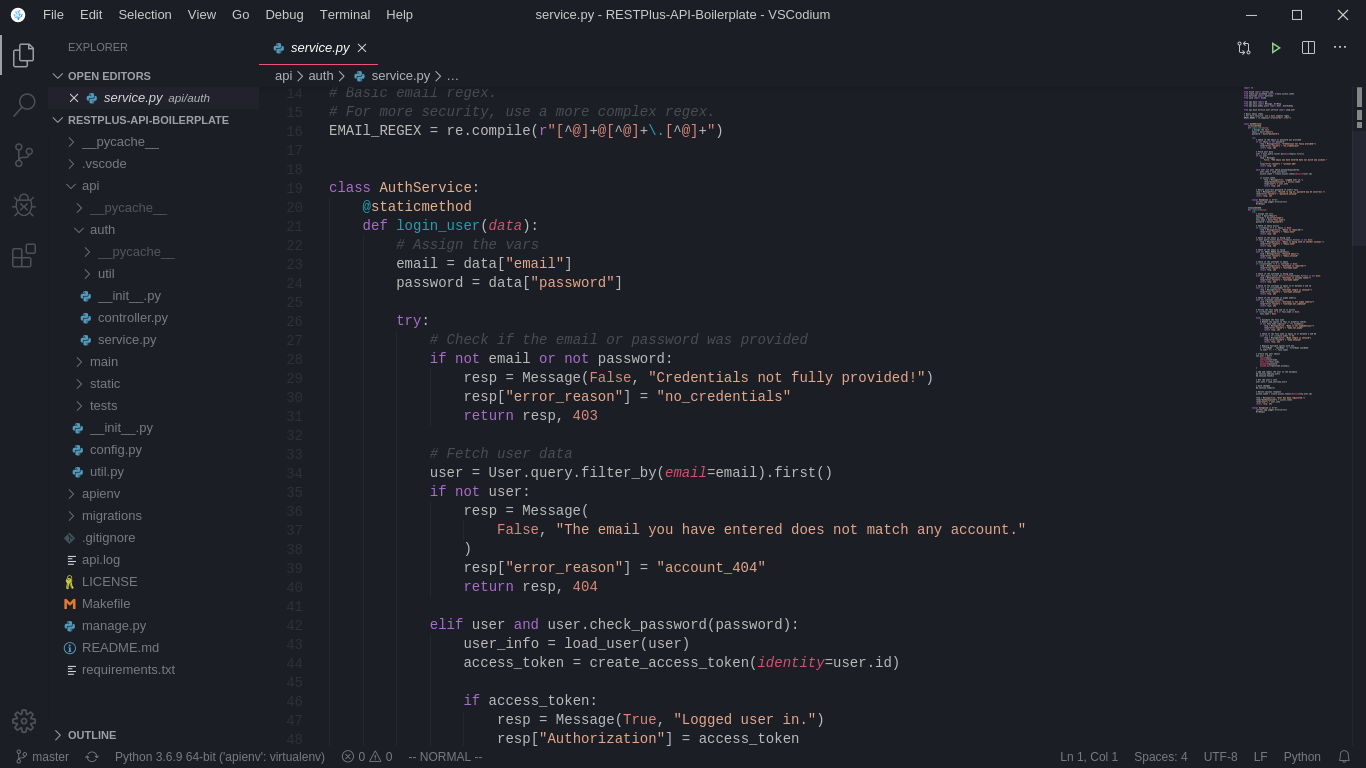 File Edit Selection View Go Debug Terminal Help
service.py - RESTPlus-API-Boilerplate - VSCodium
EXPLORER
OPEN EDITORS
service.py api/auth
RESTPLUS-API-BOILERPLATE
__pycache__
.vscode
api
__pycache__
auth
__pycache__
util
__init__.py
controller.py
service.py
main
static
tests
__init__.py
config.py
util.py
apienv
migrations
.gitignore
api.log
LICENSE
Makefile
manage.py
README.md
requirements.txt
OUTLINE
service.py
api > auth > service.py > …
14 # Basic email regex.
15 # For more security, use a more complex regex.
16 EMAIL_REGEX = re.compile(r"[^@]+@[^@]+\.[^@]+")
17
18
19 class AuthService:
20     @staticmethod
21     def login_user(data):
22         # Assign the vars
23         email = data["email"]
24         password = data["password"]
25
26         try:
27             # Check if the email or password was provided
28             if not email or not password:
29                 resp = Message(False, "Credentials not fully provided!")
30                 resp["error_reason"] = "no_credentials"
31                 return resp, 403
32
33             # Fetch user data
34             user = User.query.filter_by(email=email).first()
35             if not user:
36                 resp = Message(
37                     False, "The email you have entered does not match any account."
38                 )
39                 resp["error_reason"] = "account_404"
40                 return resp, 404
41
42             elif user and user.check_password(password):
43                 user_info = load_user(user)
44                 access_token = create_access_token(identity=user.id)
45
46                 if access_token:
47                     resp = Message(True, "Logged user in.")
48                     resp["Authorization"] = access_token
master
Python 3.6.9 64-bit ('apienv': virtualenv)
0 0
-- NORMAL --
Ln 1, Col 1
Spaces: 4
UTF-8
LF
Python